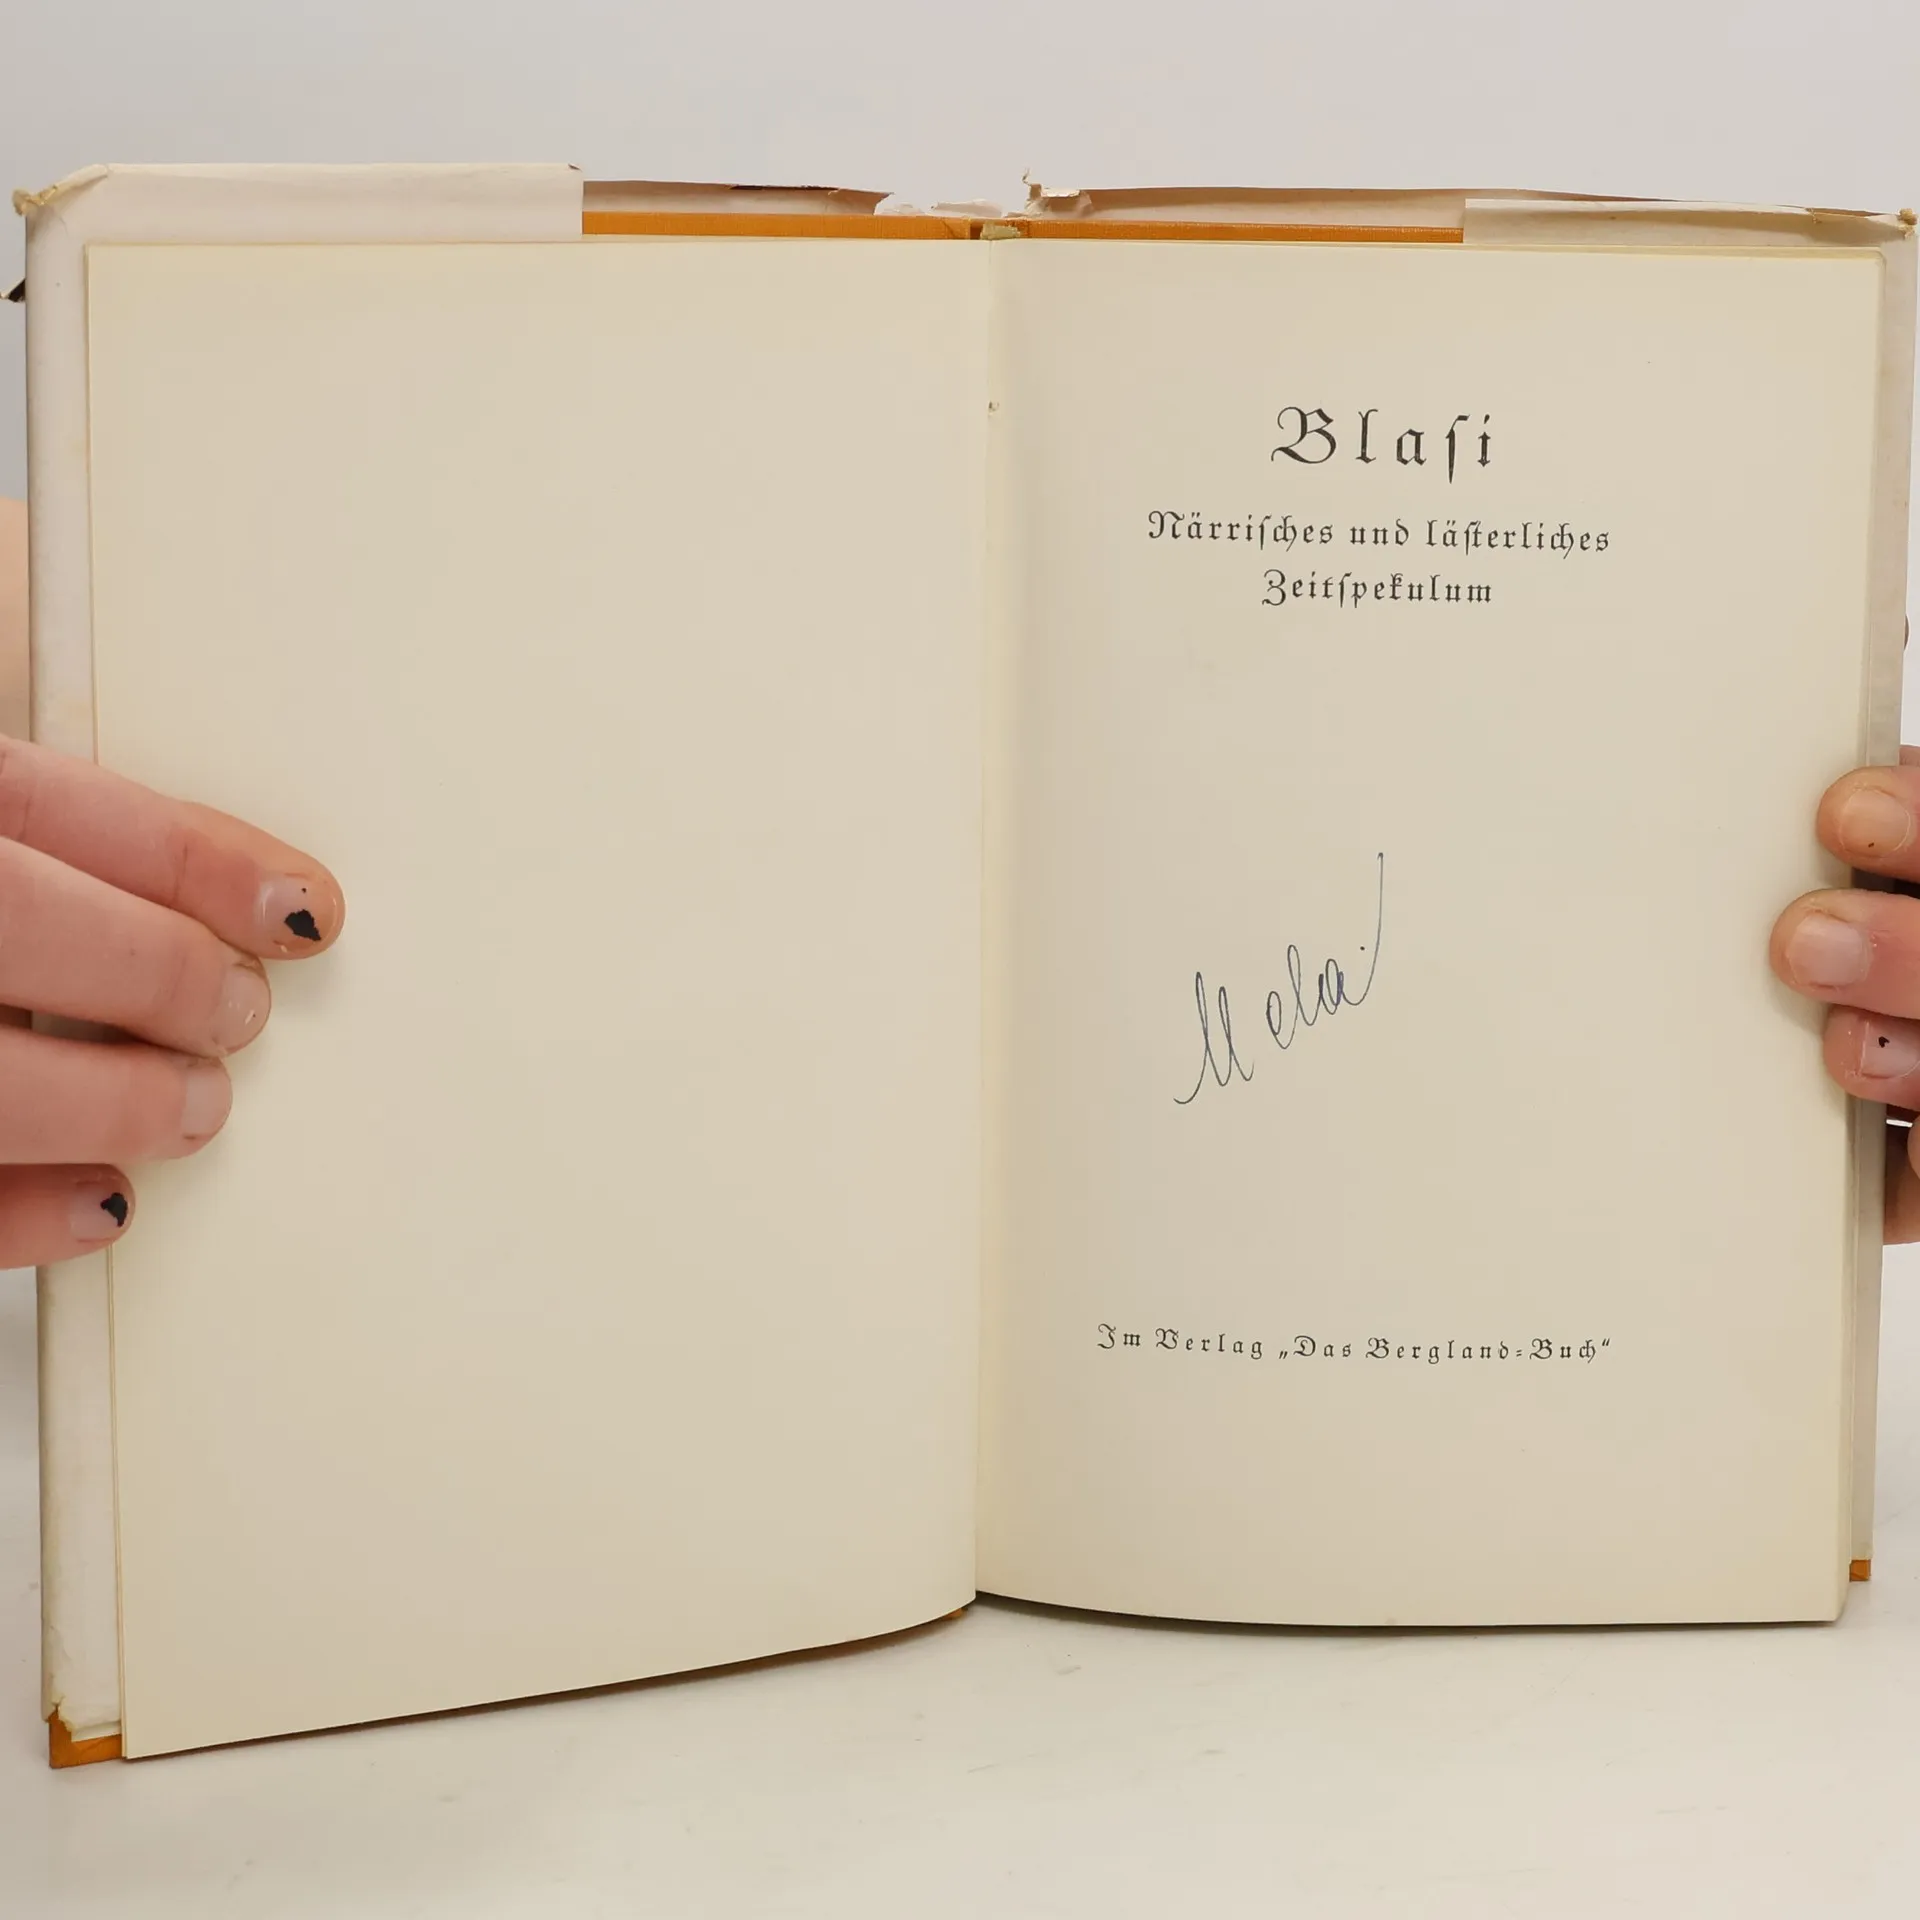 Blasi
Närrisches und lästerliches
Zeitspekulum
Im Verlag „Das Bergland-Buch“